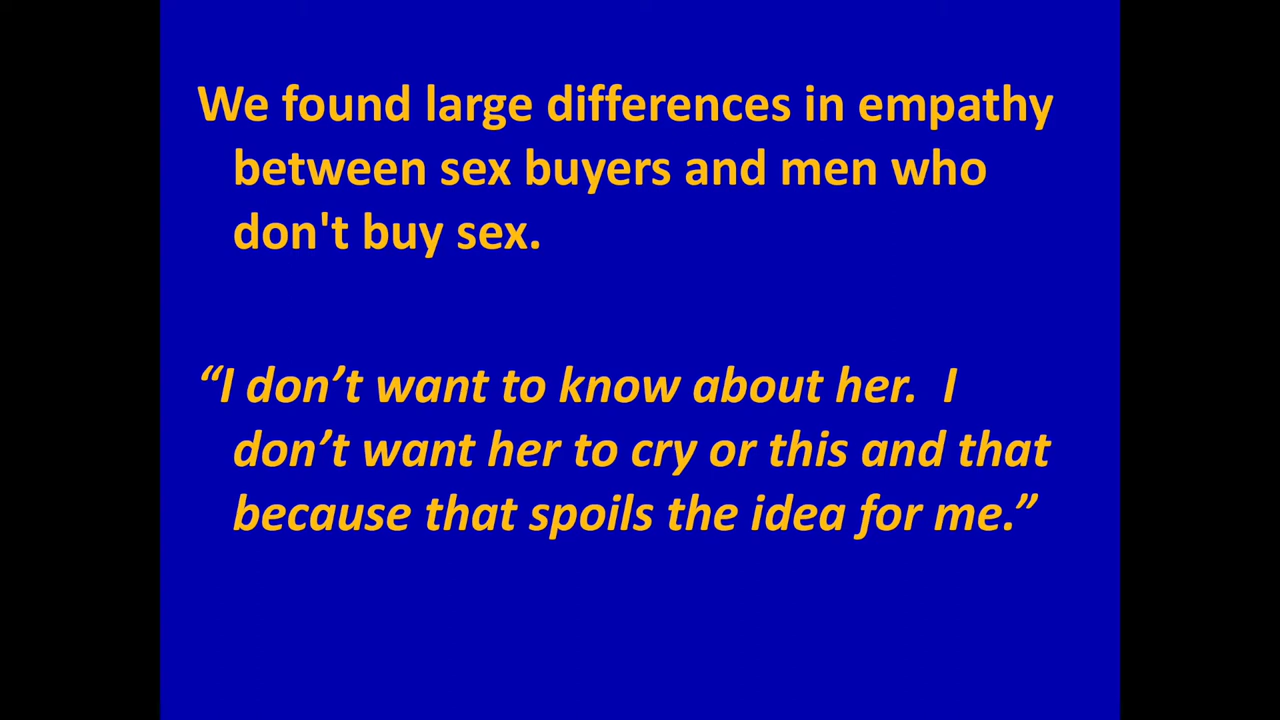 We found large differences in empathy
between sex buyers and men who
don't buy sex.
“I don’t want to know about her.  I
don’t want her to cry or this and that
because that spoils the idea for me.”